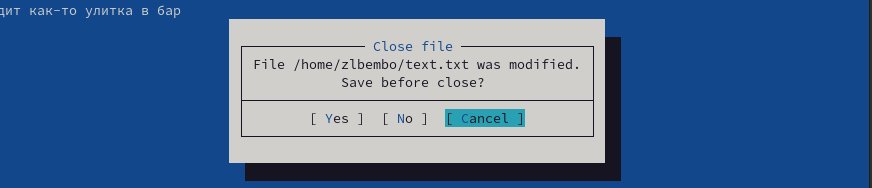 как-то улитка в бар
Close file
File /home/zlbembo/text.txt was modified.
Save before close?
[ Yes ] [ No ] [ Cancel ]